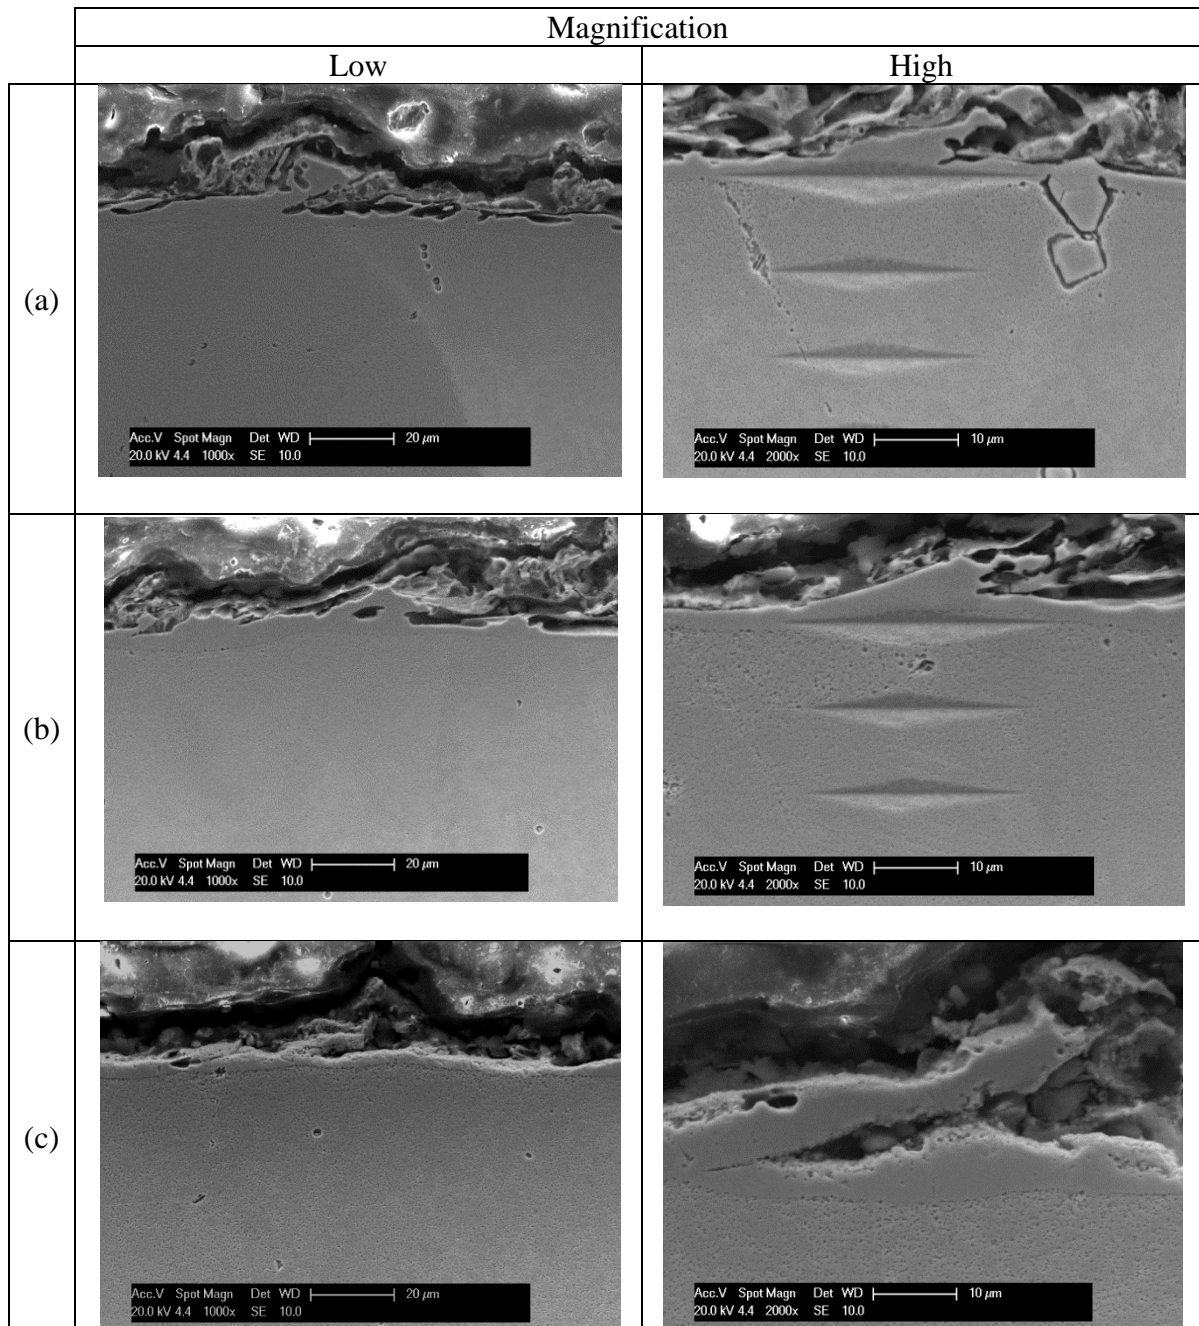 Magnification
Low High
(a)
Acc.V Spot Magn Det WD 20 µm
20.0 kV 4.4 1000x SE 10.0
Acc.V Spot Magn Det WD 10 µm
20.0 kV 4.4 2000x SE 10.0
(b)
Acc.V Spot Magn Det WD 20 µm
20.0 kV 4.4 1000x SE 10.0
Acc.V Spot Magn Det WD 10 µm
20.0 kV 4.4 2000x SE 10.0
(c)
Acc.V Spot Magn Det WD 20 µm
20.0 kV 4.4 1000x SE 10.0
Acc.V Spot Magn Det WD 10 µm
20.0 kV 4.4 2000x SE 10.0